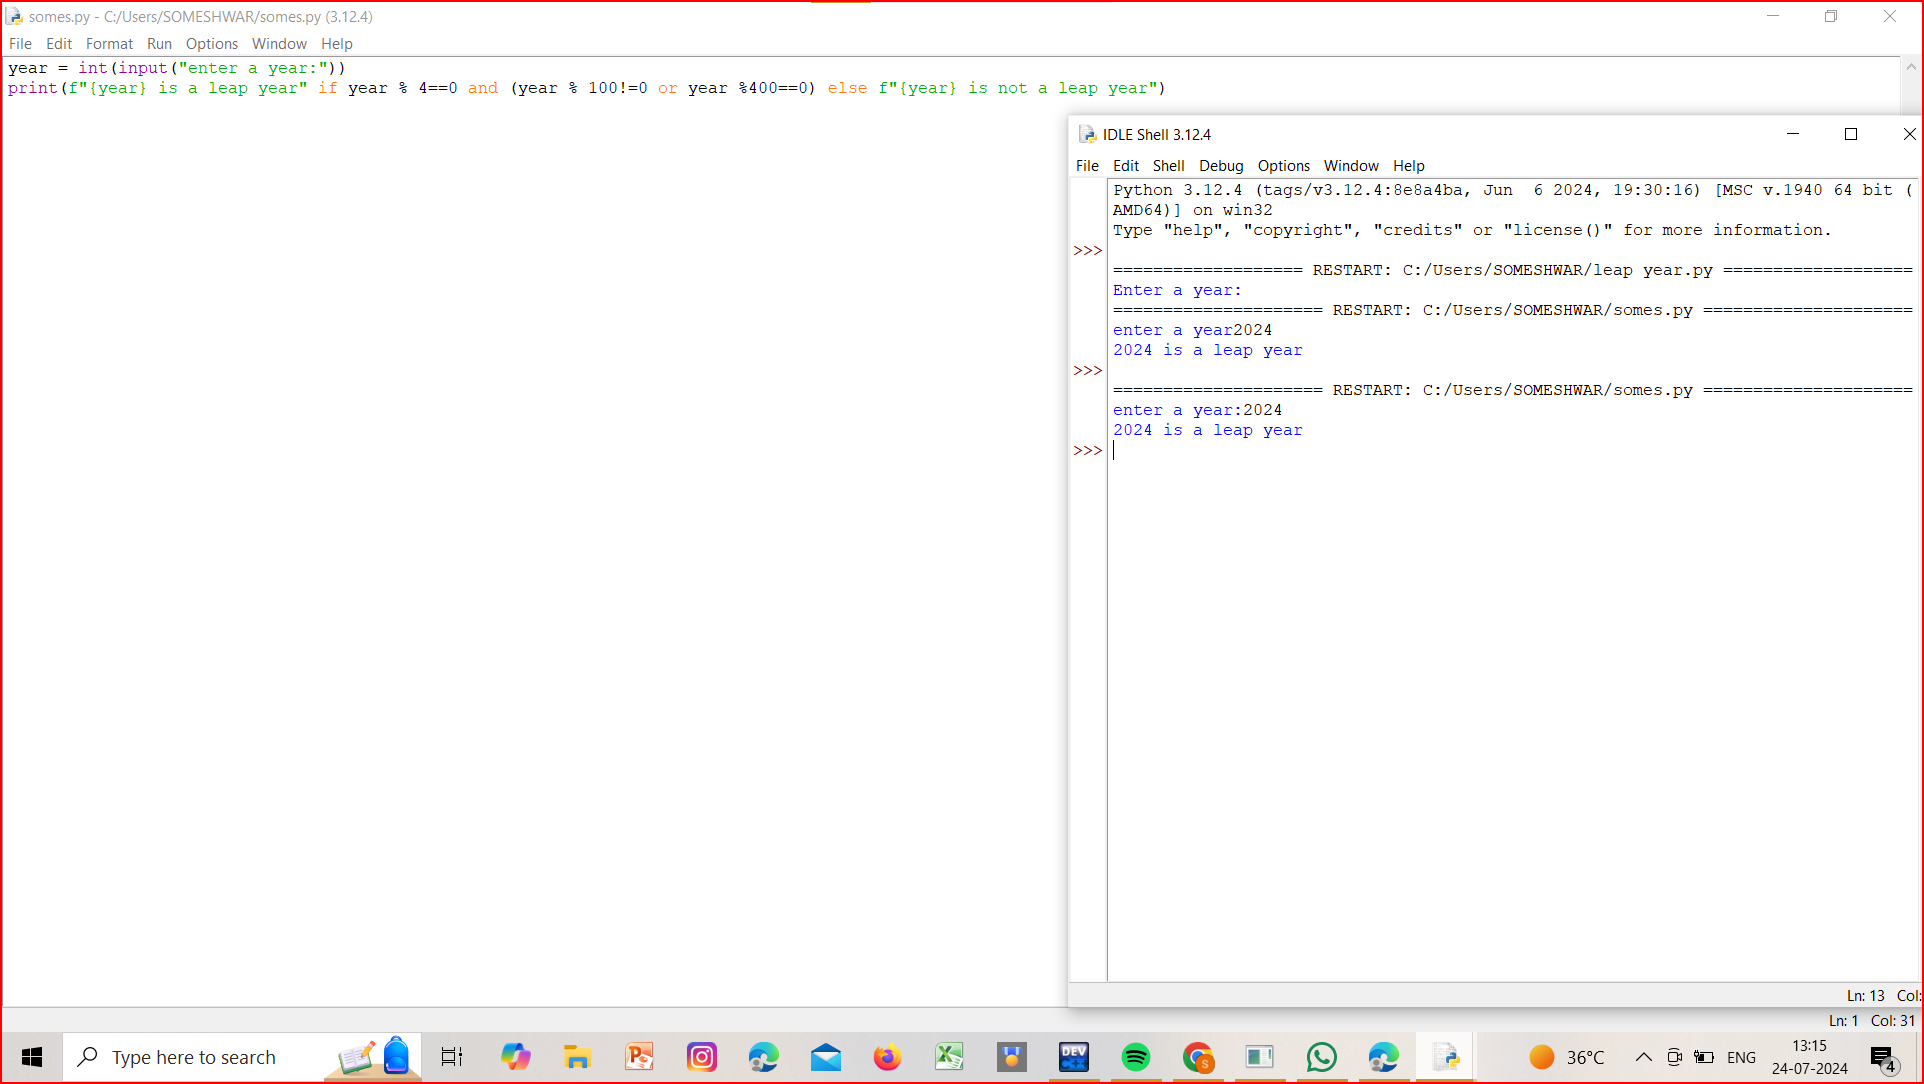 somes.py - C:/Users/SOMESHWAR/somes.py (3.12.4)
File Edit Format Run Options Window Help
year = int(input("enter a year:"))
print(f"{year} is a leap year" if year % 4==0 and (year % 100!=0 or year %400==0) else f"{year} is not a leap year")
IDLE Shell 3.12.4
File Edit Shell Debug Options Window Help
Python 3.12.4 (tags/v3.12.4:8e8a4ba, Jun  6 2024, 19:30:16) [MSC v.1940 64 bit (
AMD64)] on win32
Type "help", "copyright", "credits" or "license()" for more information.
>>>
=================== RESTART: C:/Users/SOMESHWAR/leap year.py ===================
Enter a year:
===================== RESTART: C:/Users/SOMESHWAR/somes.py =====================
enter a year2024
2024 is a leap year
>>>
===================== RESTART: C:/Users/SOMESHWAR/somes.py =====================
enter a year:2024
2024 is a leap year
>>>
Ln: 13 Col:
Ln: 1 Col: 31
Type here to search
DEV
S
36°C
ENG
13:15
24-07-2024
4